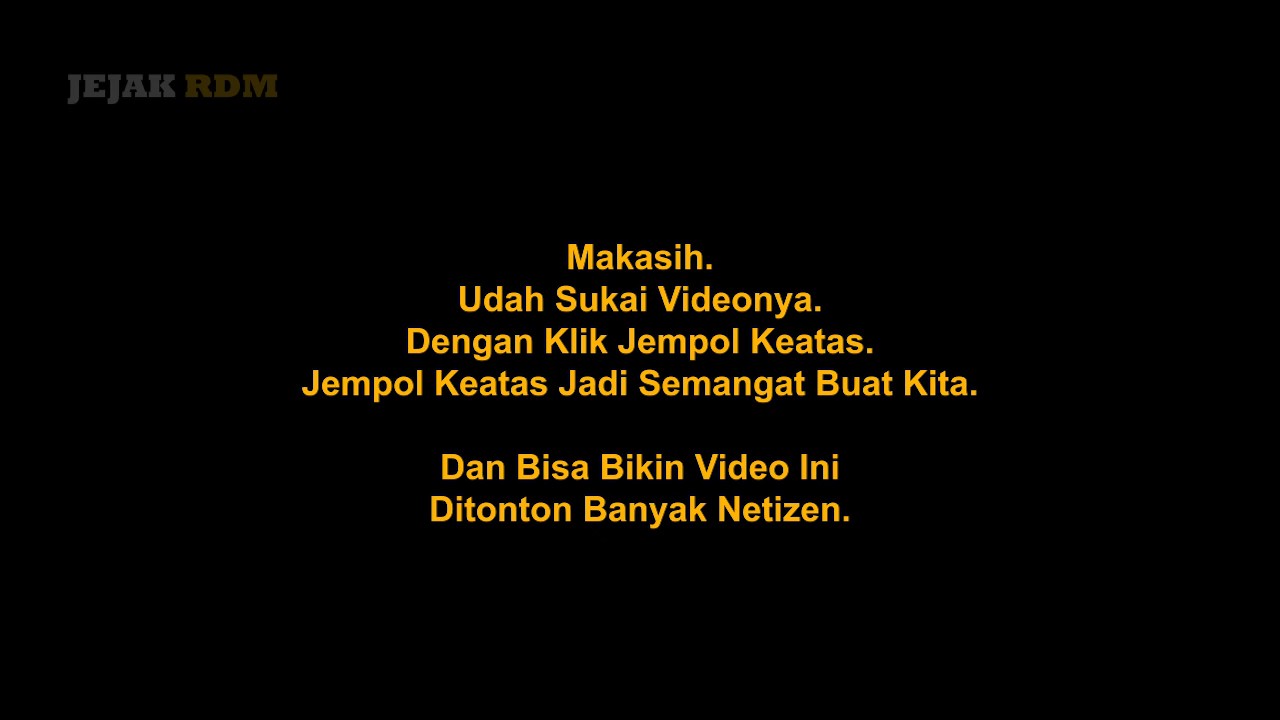 JEJAK RDM
Makasih.
Udah Sukai Videonya.
Dengan Klik Jempol Keatas.
Jempol Keatas Jadi Semangat Buat Kita.
Dan Bisa Bikin Video Ini
Ditonton Banyak Netizen.